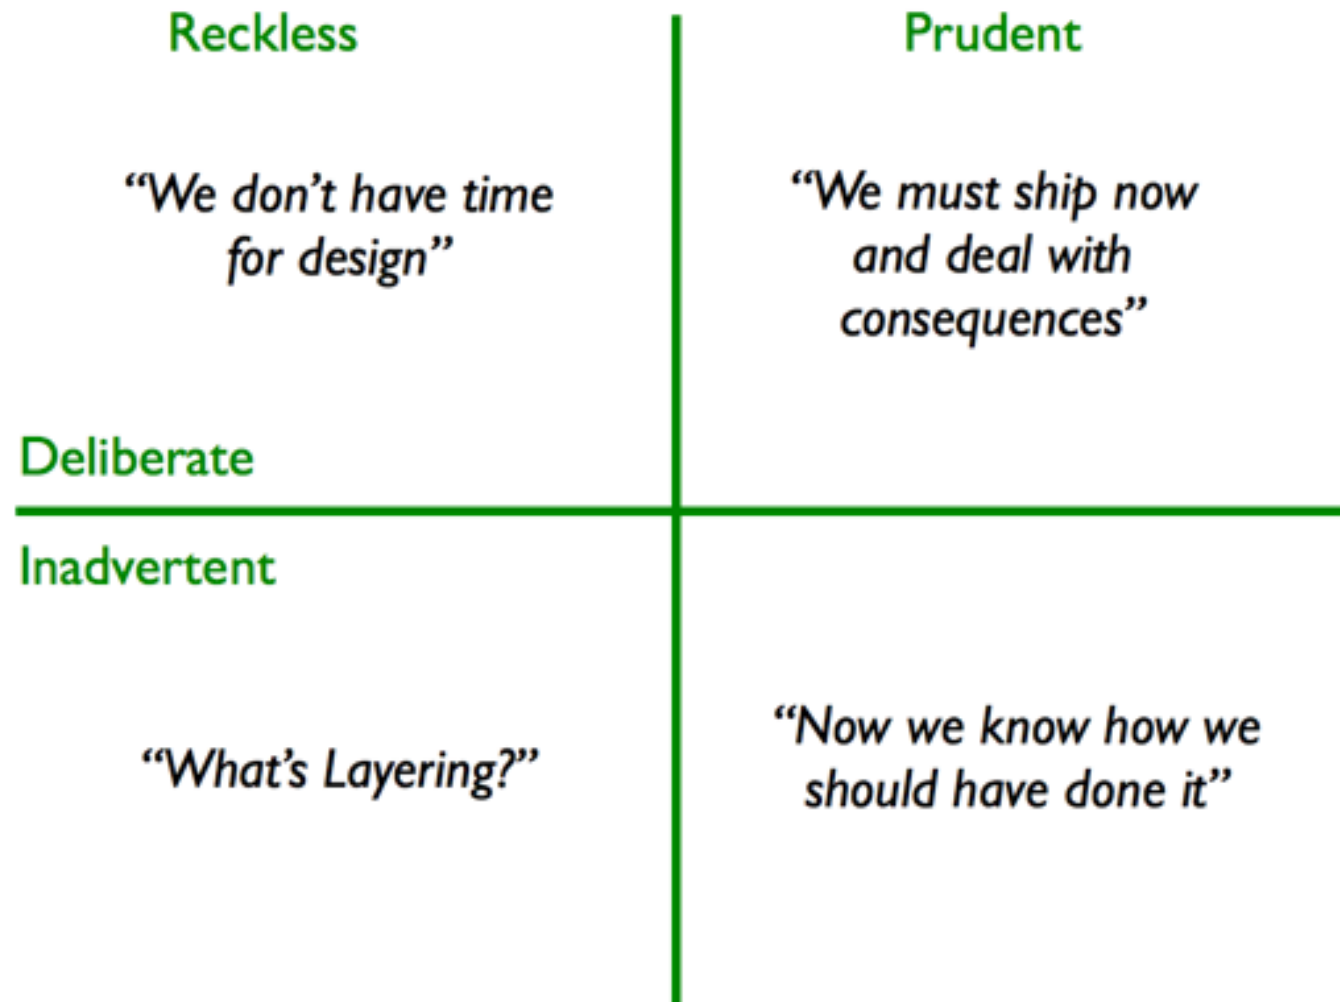 Reckless
Prudent
“We don’t have time
for design”
“We must ship now
and deal with
consequences”
Deliberate
Inadvertent
“What’s Layering?”
“Now we know how we
should have done it”